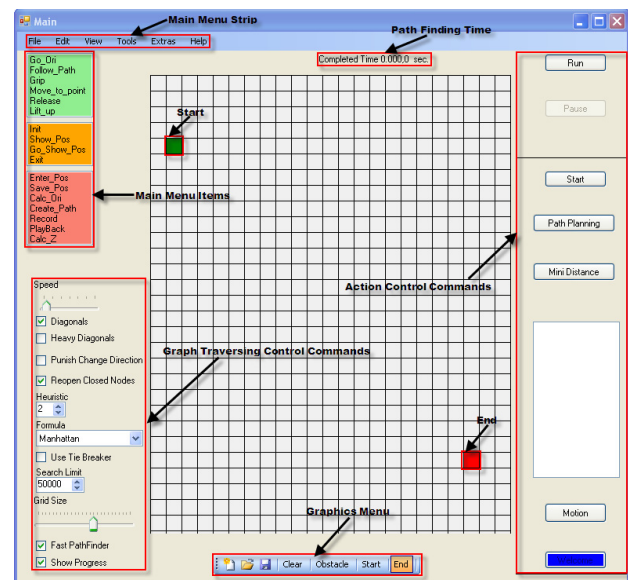 Main
Main Menu Strip
Path Finding Time
File Edit View Tools Extras Help
Completed Time 0.000,0 sec.
Go_Ori
Follow_Path
Grip
Move_to_point
Release
Lift_up
Init
Show_Pos
Go_Show_Pos
Exit
Enter_Pos
Save_Pos
Calc_Ori
Create_Path
Record
PlayBack
Calc_Z
Main Menu Items
Start
Run
Pause
Start
Path Planning
Mini Distance
Action Control Commands
Speed
Diagonals
Heavy Diagonals
Punish Change Direction
Reopen Closed Nodes
Heuristic
2
Formula
Manhattan
Use Tie Breaker
Search Limit
50000
Grid Size
Fast PathFinder
Show Progress
Graph Traversing Control Commands
End
Graphics Menu
Clear Obstacle Start End
Motion